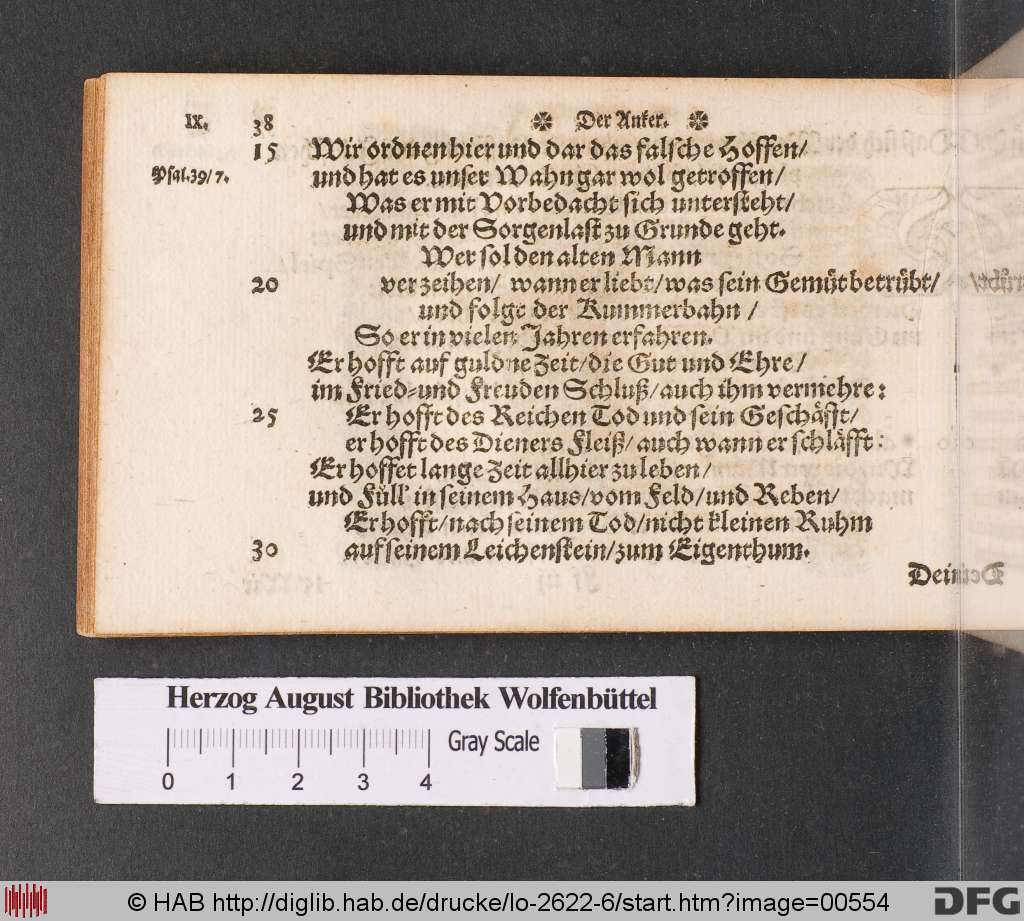 IX. 38 Der Anker.
15 Wir ordnen hier und dar das falsche Hoffen/
Psal.39/7. und hat es unser Wahn gar wol getroffen/
Was er mit Vorbedacht sich untersteht/
und mit der Sorgenlast zu Grunde geht.
Wer sol den alten Mann
20 verzeihen/ wann er liebt/ was sein Gemüt betrübt/
und folge der Kummerbahn/
So er in vielen Jahren erfahren.
Er hofft auf guldne Zeit/ die Gut und Ehre/
im Fried-und Freuden Schluß/ auch ihm vermehre:
25 Er hofft des Reichen Tod und sein Geschäfft/
er hofft des Dieners Fleiß/ auch wann er schläfft:
Er hoffet lange Zeit allhier zu leben/
und Füll' in seinem Haus/ vom Feld/ und Reben/
Er hofft/ nach seinem Tod/ nicht kleinen Ruhm
30 auf seinem Leichenstein/ zum Eigenthum.
Herzog August Bibliothek Wolfenbüttel
Gray Scale
0 1 2 3 4
© HAB http://diglib.hab.de/drucke/lo-2622-6/start.htm?image=00554
DFG